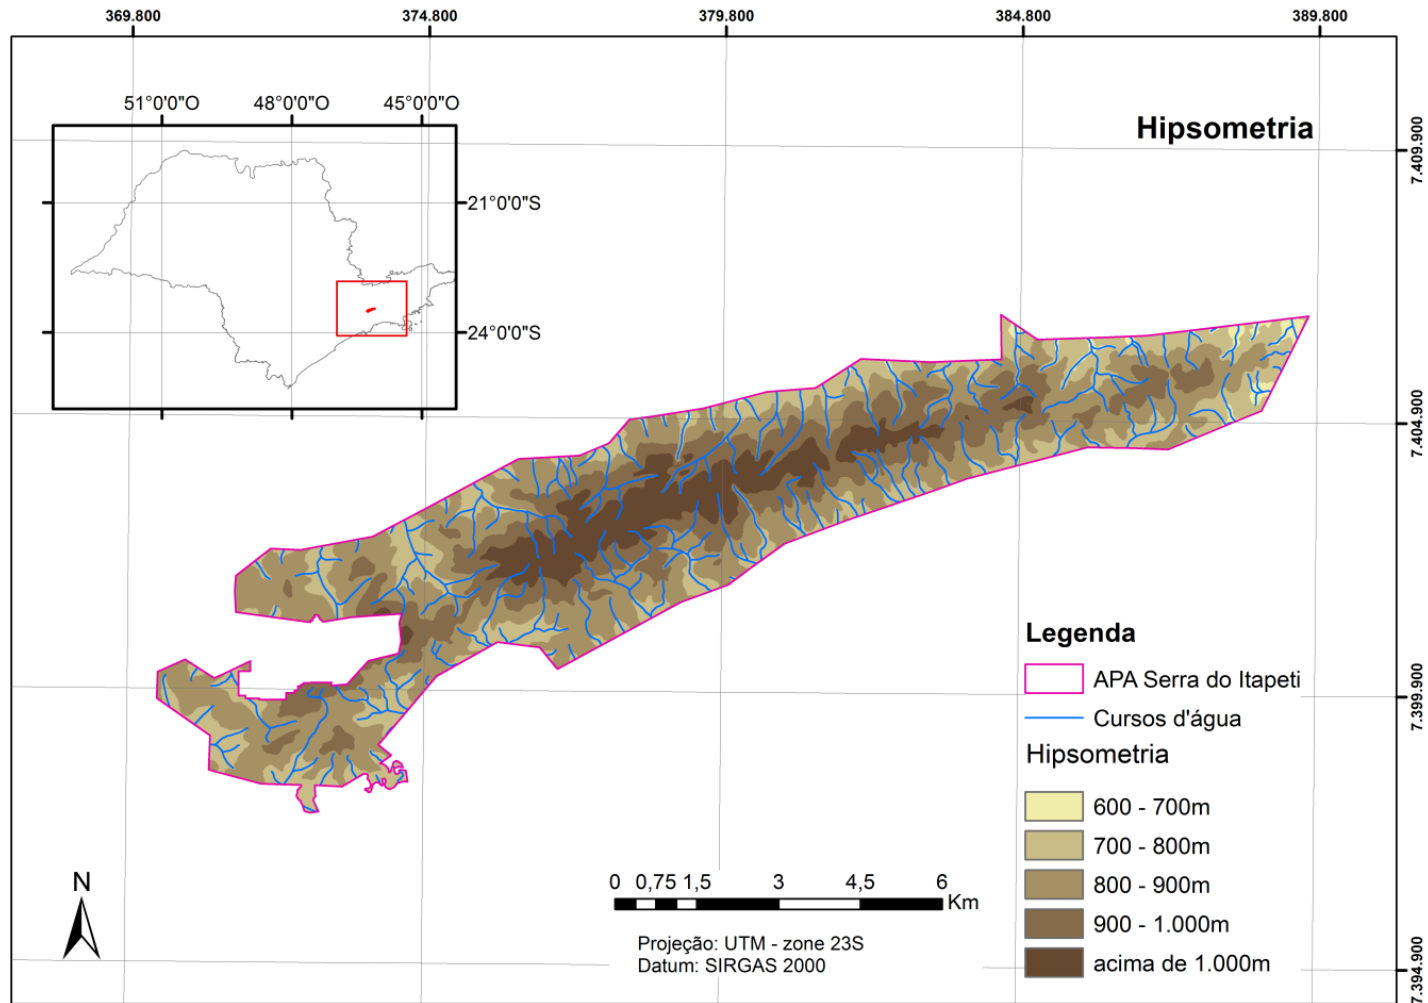 369.800 374.800 379.800 384.800 389.800
51°0'0"O 48°0'0"O 45°0'0"O
Hipsometria
7.409.900
21°0'0"S
24°0'0"S
7.404.900
Legenda
APA Serra do Itapeti
Cursos d'água
7.399.900
Hipsometria
600 - 700m
700 - 800m
800 - 900m
900 - 1.000m
acima de 1.000m
N
0 0,75 1,5 3 4,5 6
Km
Projeção: UTM - zone 23S
Datum: SIRGAS 2000
7.394.900